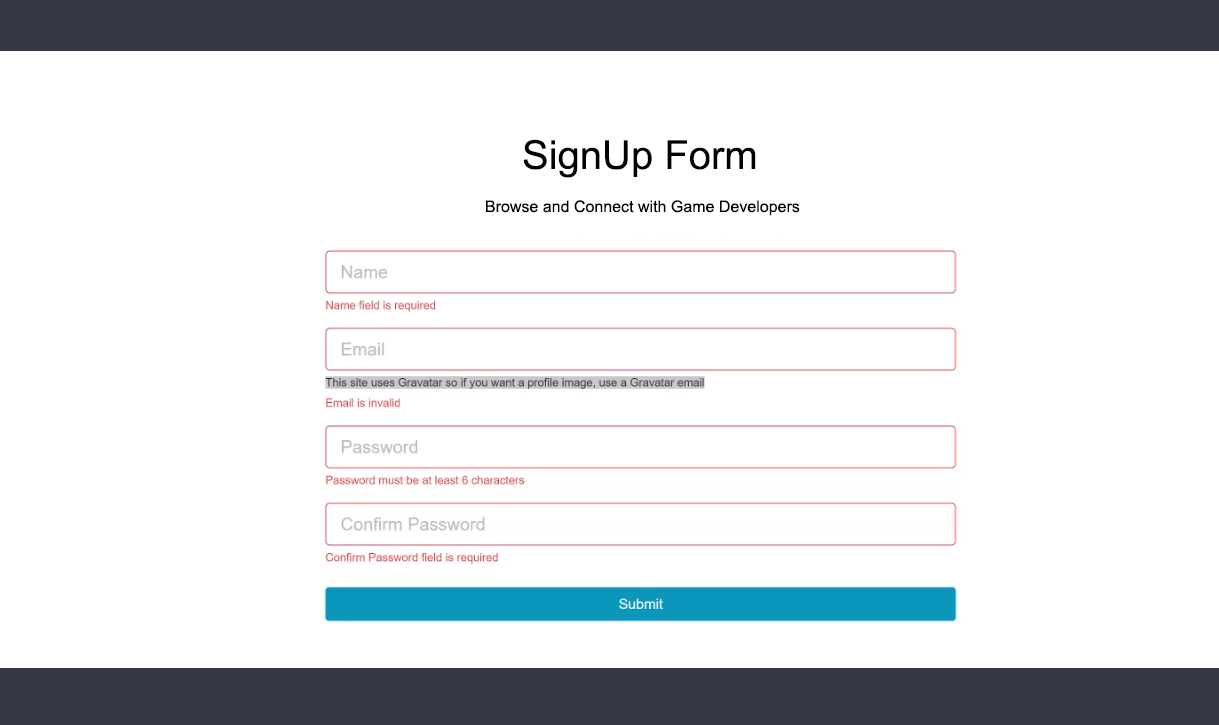 SignUp Form
Browse and Connect with Game Developers
Name
Name field is required
Email
This site uses Gravatar so if you want a profile image, use a Gravatar email
Email is invalid
Password
Password must be at least 6 characters
Confirm Password
Confirm Password field is required
Submit